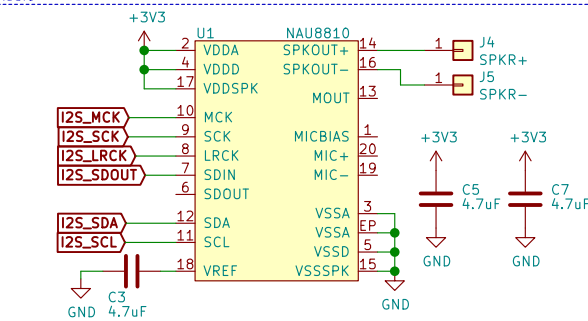 +3V3
U1 NAU8810
2 VDDA SPKOUT+ 14 1 J4
SPKR+
4 VDDD SPKOUT- 16 1 J5
SPKR-
17 VDDSPK
MOUT 13
I2S_MCK 10 MCK
I2S_SCK 9 SCK MICBIAS 1
I2S_LRCK 8 LRCK MIC+ 20
I2S_SDOUT 7 SDIN MIC- 19
6 SDOUT
+3V3 +3V3
C5 4.7uF
C7 4.7uF
GND GND
VSSA 3
I2S_SDA 12 SDA VSSA EP
I2S_SCL 11 SCL VSSD 5
18 VREF VSSSPK 15
C3
4.7uF
GND GND